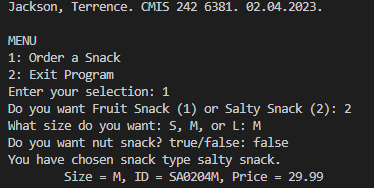 Jackson, Terrence. CMIS 242 6381. 02.04.2023.
MENU
1: Order a Snack
2: Exit Program
Enter your selection: 1
Do you want Fruit Snack (1) or Salty Snack (2): 2
What size do you want: S, M, or L: M
Do you want nut snack? true/false: false
You have chosen snack type salty snack.
Size = M, ID = SA0204M, Price = 29.99